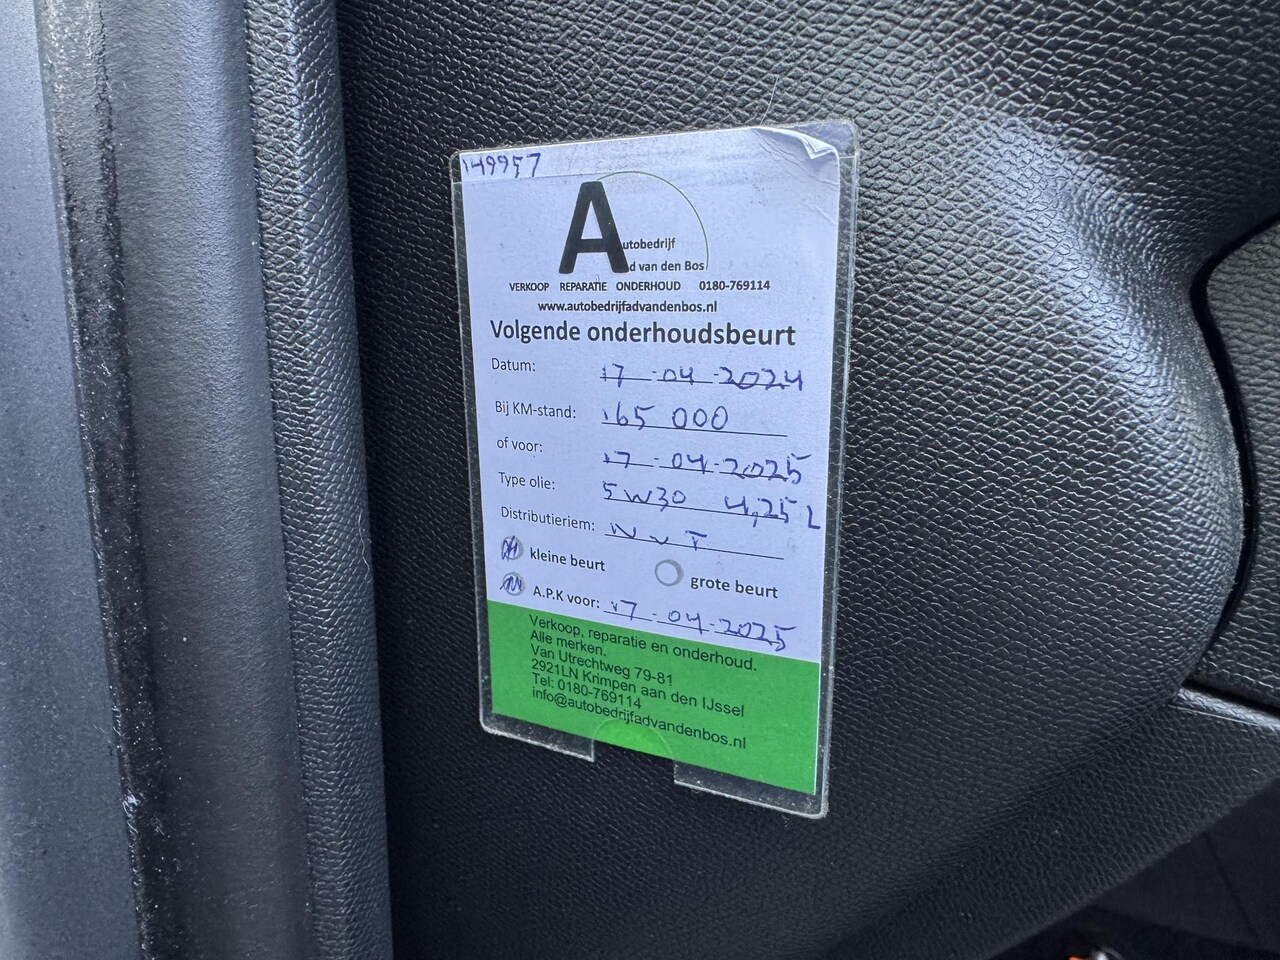 149957
Autobedrijf
Ad van den Bos
VERKOOP REPARATIE ONDERHOUD 0180-769114
www.autobedrijfadvandenbos.nl
Volgende onderhoudsbeurt
Datum: 17-04-2024
Bij KM-stand: 165 000
of voor: 17-04-2025
Type olie: 5W30 4,25 L
Distributieriem: NVT
kleine beurt grote beurt
A.P.K voor: 17-04-2025
Verkoop, reparatie en onderhoud.
Alle merken.
Van Utrechtweg 79-81
2921LN Krimpen aan den IJssel
Tel: 0180-769114
info@autobedrijfadvandenbos.nl